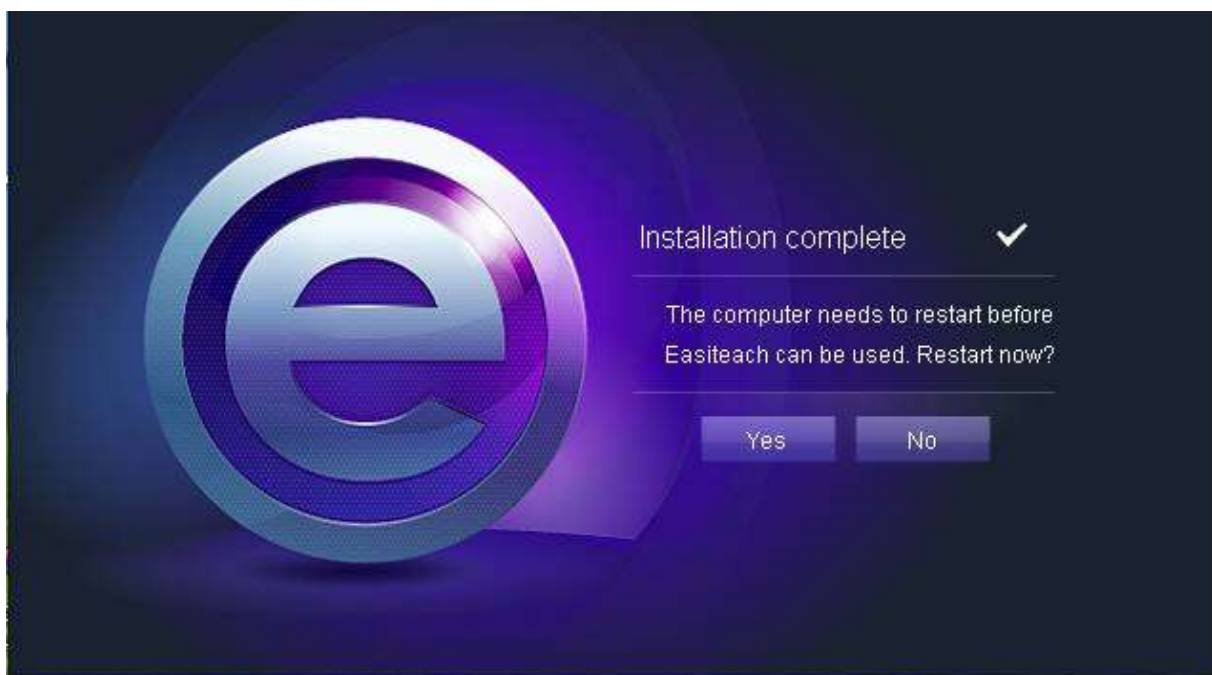 e
Installation complete
The computer needs to restart before
Easiteach can be used. Restart now?
Yes No